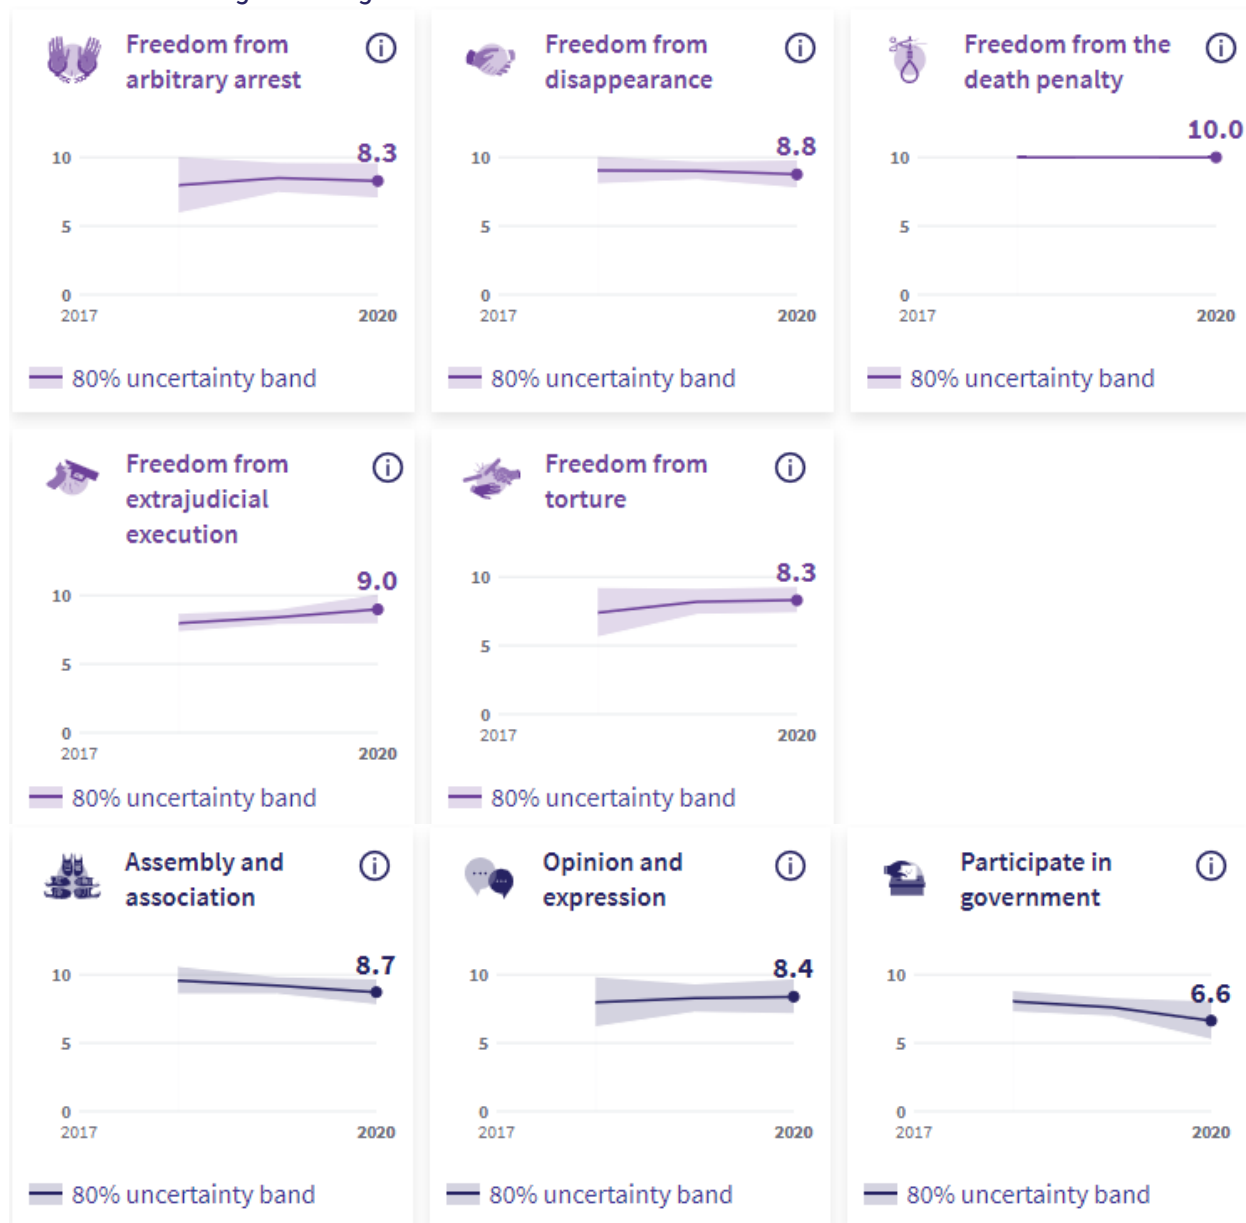 Freedom from
arbitrary arrest
10
8.3
5
0
2017
2020
80% uncertainty band
Freedom from
disappearance
10
8.8
5
0
2017
2020
80% uncertainty band
Freedom from the
death penalty
10.0
10
5
0
2017
2020
80% uncertainty band
Freedom from
extrajudicial
execution
9.0
10
5
0
2017
2020
80% uncertainty band
Freedom from
torture
8.3
10
5
0
2017
2020
80% uncertainty band
Assembly and
association
8.7
10
5
0
2017
2020
80% uncertainty band
Opinion and
expression
8.4
10
5
0
2017
2020
80% uncertainty band
Participate in
government
10
6.6
5
0
2017
2020
80% uncertainty band